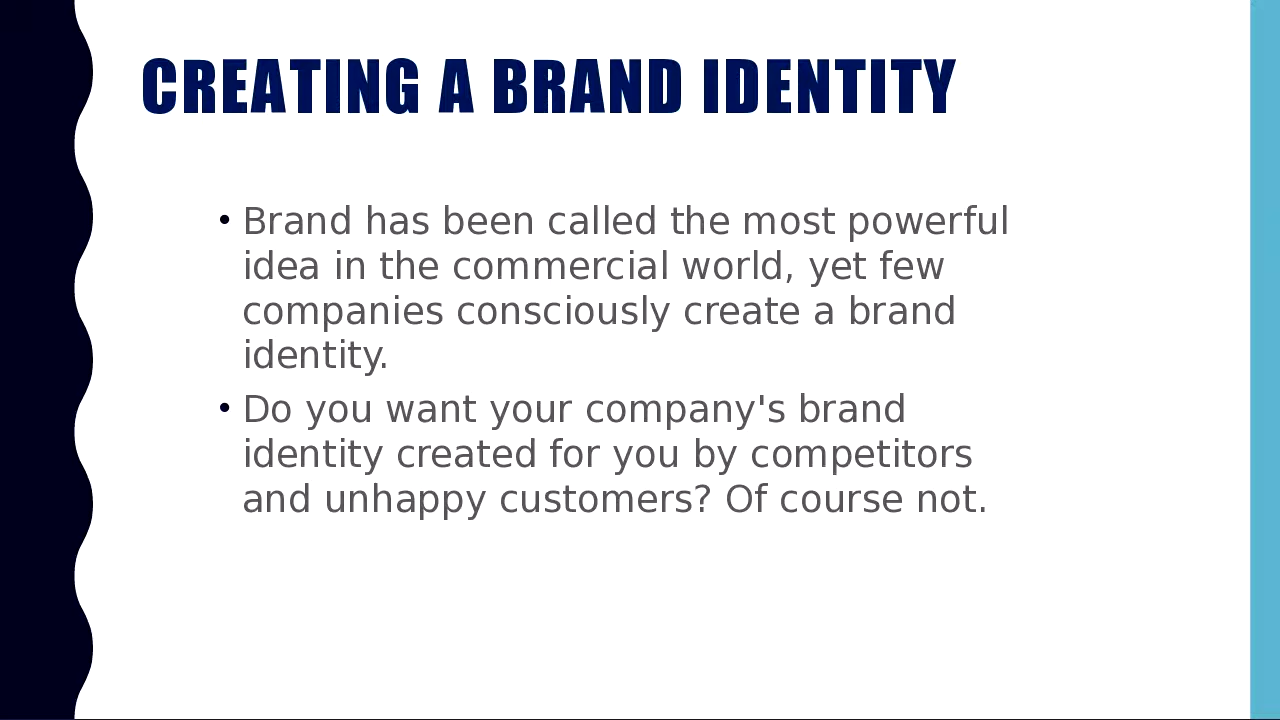 CREATING A BRAND IDENTITY
• Brand has been called the most powerful
idea in the commercial world, yet few
companies consciously create a brand
identity.
• Do you want your company's brand
identity created for you by competitors
and unhappy customers? Of course not.